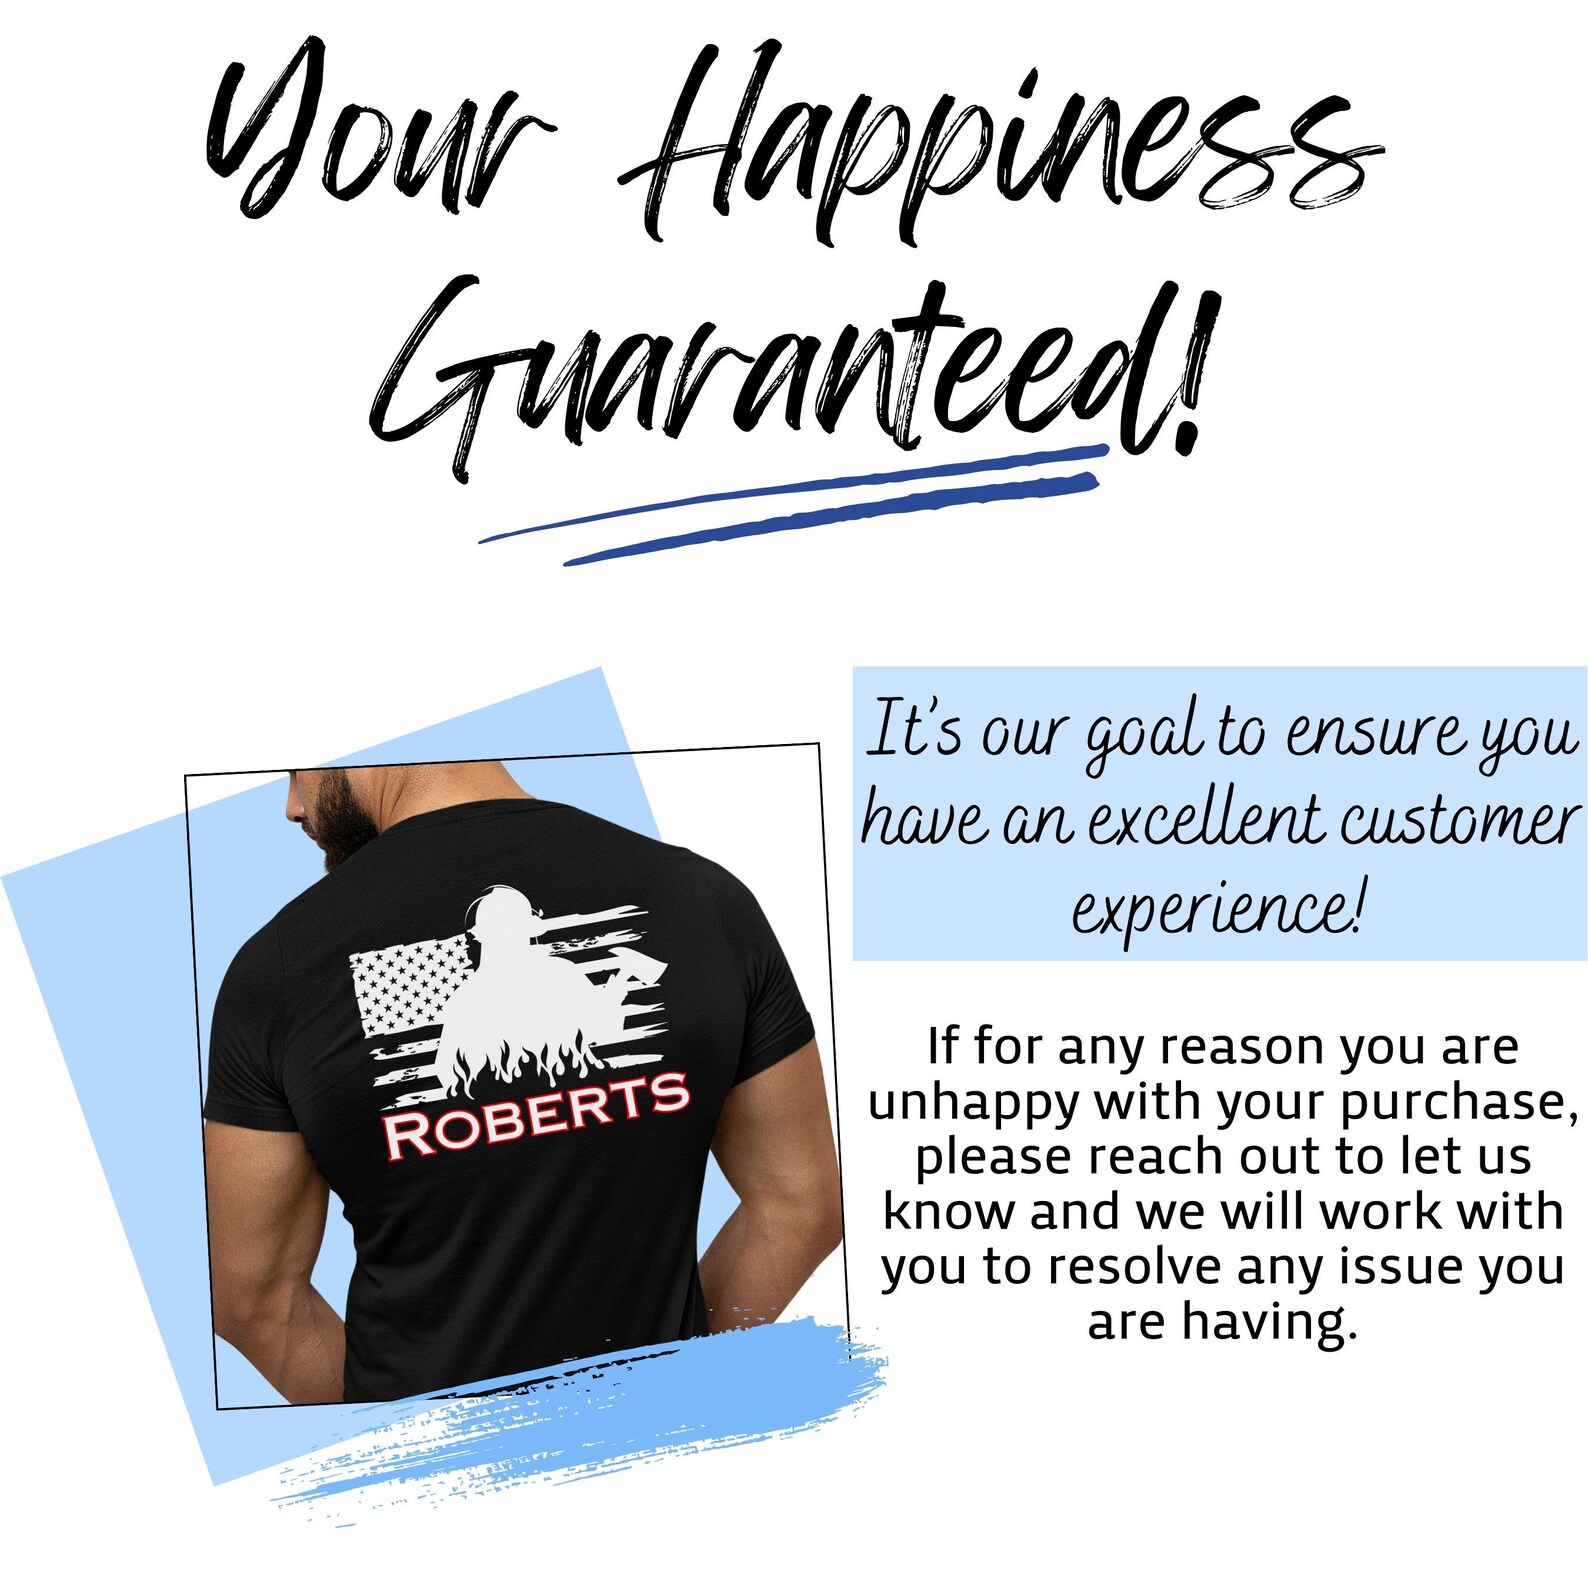 Your Happiness
Guaranteed!
It's our goal to ensure you
have an excellent customer
experience!
ROBERTS
If for any reason you are
unhappy with your purchase,
please reach out to let us
know and we will work with
you to resolve any issue you
are having.